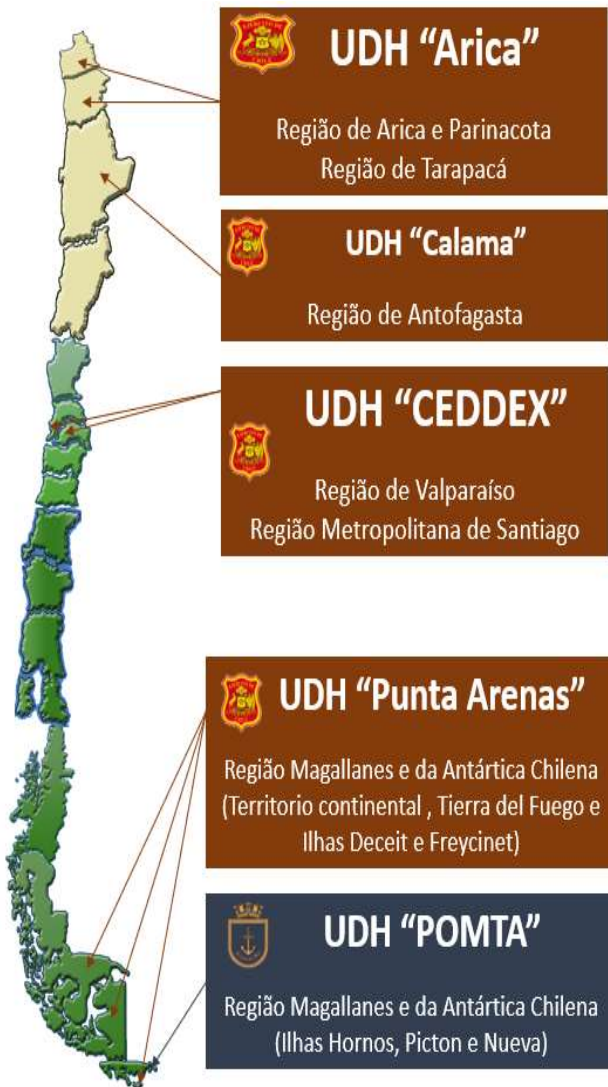 UDH “Arica”
Região de Arica e Parinacota
Região de Tarapacá
UDH “Calama”
Região de Antofagasta
UDH “CEDDEX”
Região de Valparaíso
Região Metropolitana de Santiago
UDH “Punta Arenas”
Região Magallanes e da Antártica Chilena
(Territorio continental , Tierra del Fuego e
Ilhas Deceit e Freycinet)
UDH “POMTA”
Região Magallanes e da Antártica Chilena
(Ilhas Hornos, Picton e Nueva)